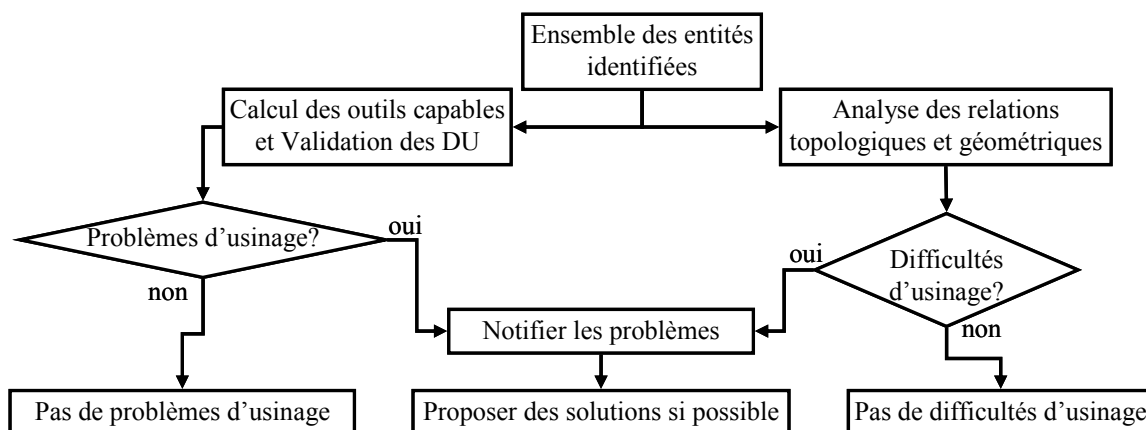 Ensemble des entités
identifiées
Calcul des outils capables
et Validation des DU
Analyse des relations
topologiques et géométriques
Problèmes d’usinage?
oui
non
oui
Difficultés
d’usinage?
non
Notifier les problèmes
Pas de problèmes d’usinage
Proposer des solutions si possible
Pas de difficultés d’usinage